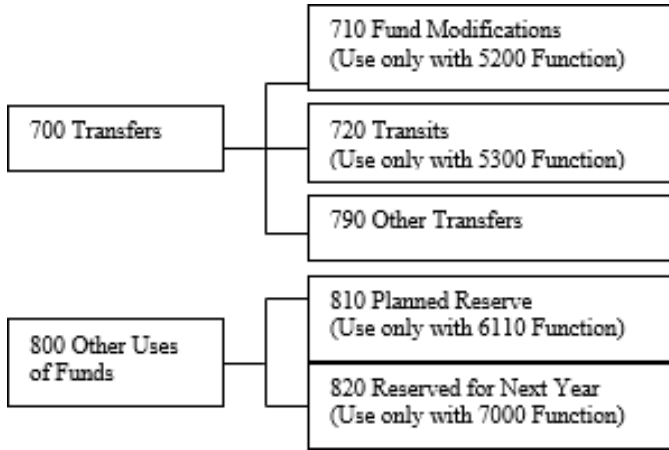 710 Fund Modifications
(Use only with 5200 Function)
700 Transfers
720 Transits
(Use only with 5300 Function)
790 Other Transfers
810 Planned Reserve
(Use only with 6110 Function)
800 Other Uses
of Funds
820 Reserved for Next Year
(Use only with 7000 Function)